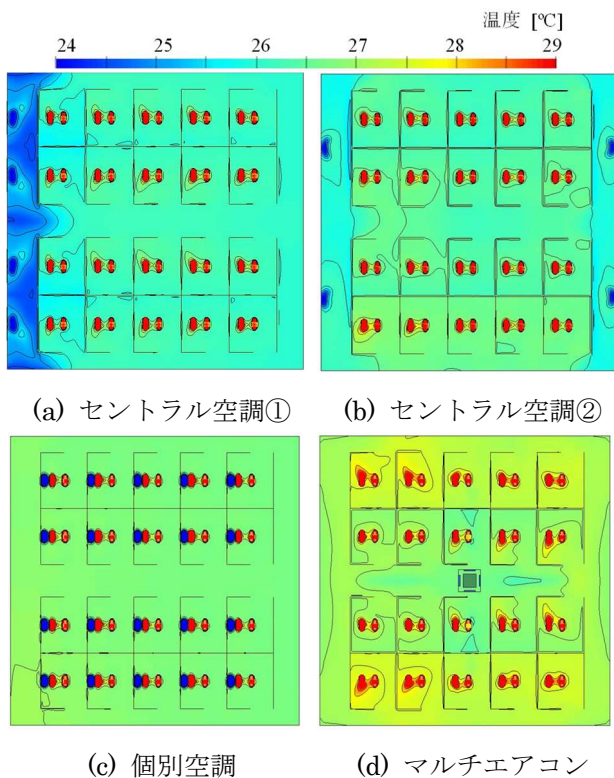 温度 [℃]
24 25 26 27 28 29
(a) セントラル空調①
(b) セントラル空調②
(c) 個別空調
(d) マルチエアコン